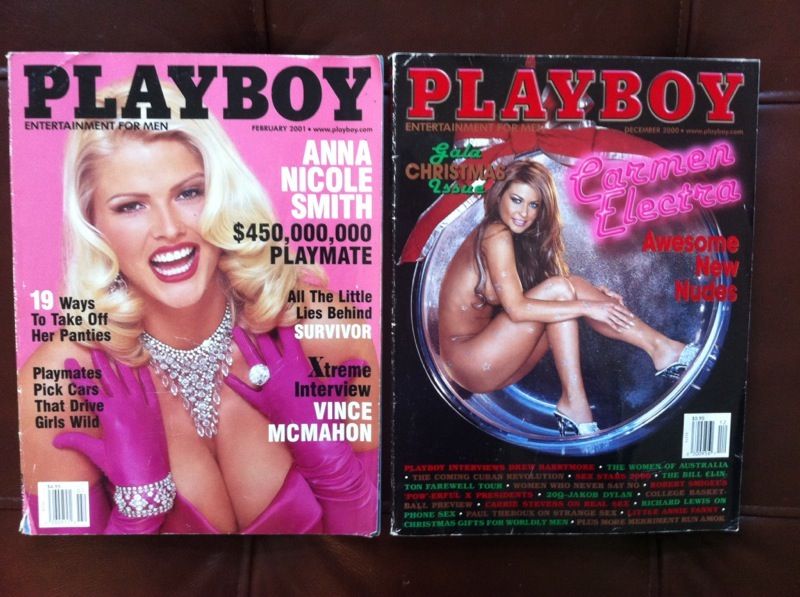 PLAYBOY
ENTERTAINMENT FOR MEN
FEBRUARY 2001 • www.playboy.com
ANNA
NICOLE
SMITH
$450,000,000
PLAYMATE
19 Ways
To Take Off
Her Panties
All The Little
Lies Behind
SURVIVOR
Playmates
Pick Cars
That Drive
Girls Wild
Xtreme
Interview
VINCE
MCMAHON
PLAYBOY
ENTERTAINMENT FOR MEN
DECEMBER 2000 • www.playboy.com
Gala
CHRISTMAS
Issue
Carmen
Electra
Awesome
New
Nudes
PLAYBOY INTERVIEWS DREW BARRYMORE • THE WOMEN OF AUSTRALIA
• THE COMING CUBAN REVOLUTION • SEX STARS 2000 • THE BILL CLIN-
TON FAREWELL TOUR • WOMEN WHO NEVER SAY NO • ROBERT SMIGEL'S
'POW'-ERFUL X PRESIDENTS • 20Q-JAKOB DYLAN • COLLEGE BASKET-
BALL PREVIEW • CARRIE STEVENS ON REAL SEX • RICHARD LEWIS ON
PHONE SEX • PAUL THEROUX ON STRANGE SEX • LITTLE ANNIE FANNY •
CHRISTMAS GIFTS FOR WORLDLY MEN • PLUS MORE MERRIMENT RUN AMOK